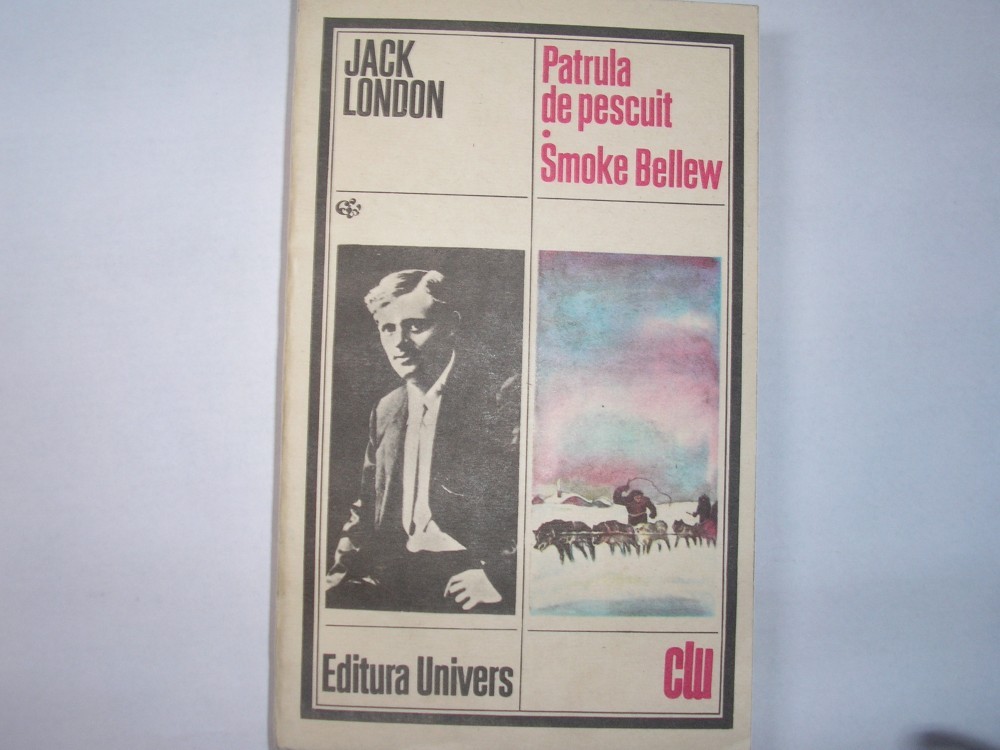 JACK
LONDON
Patrula
de pescuit
•
Smoke Bellew
Editura Univers
clu